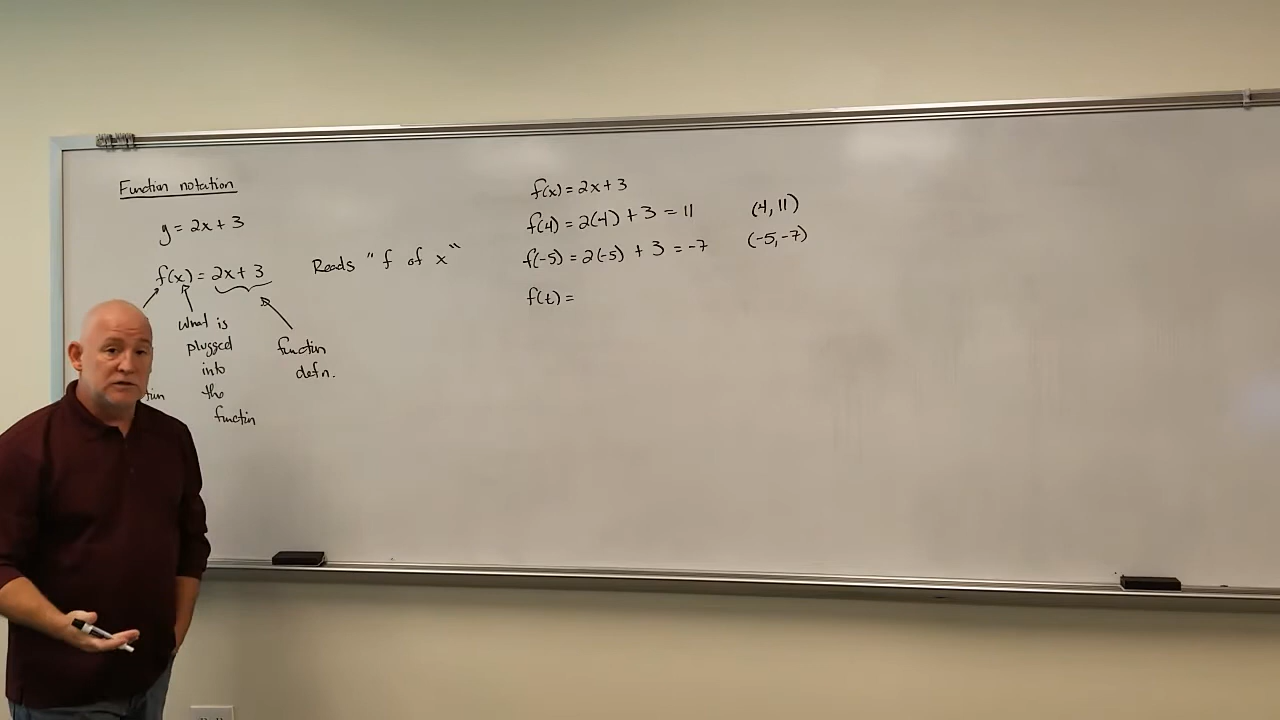 Function notation
y = 2x + 3
f(x) = 2x + 3 Reads "f of x"
what is
plugged
into
the
function
function
defn.
f(x) = 2x + 3
f(4) = 2(4) + 3 = 11 (4, 11)
f(-5) = 2(-5) + 3 = -7 (-5, -7)
f(t) =